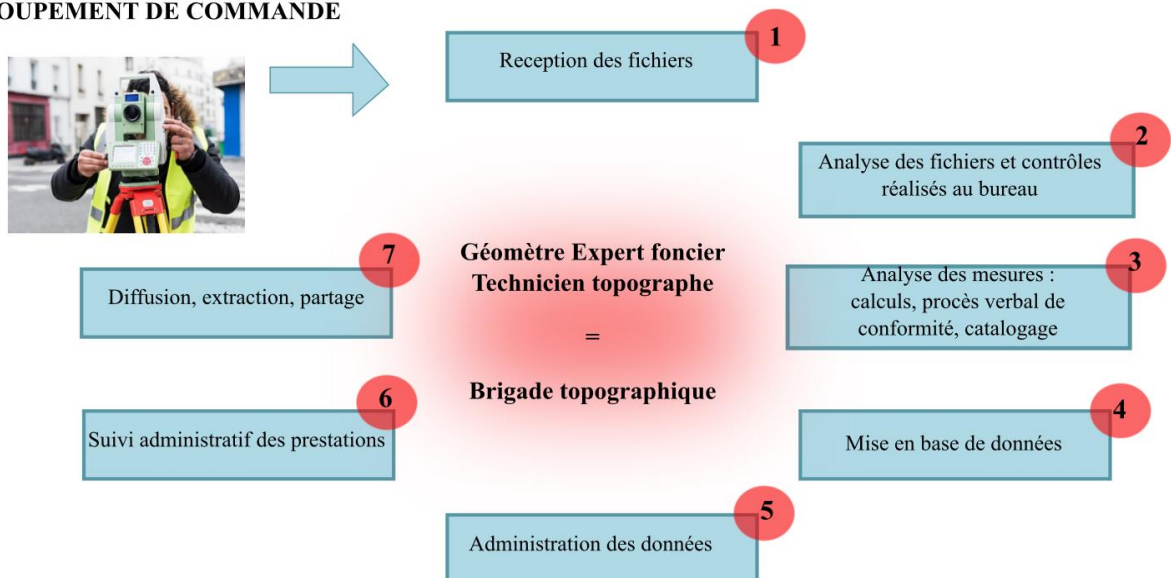 OUPEMENT DE COMMANDE
1
Reception des fichiers
2
Analyse des fichiers et contrôles
réalisés au bureau
3
Analyse des mesures :
calculs, procès verbal de
conformité, catalogage
4
Mise en base de données
5
Administration des données
6
Suivi administratif des prestations
7
Diffusion, extraction, partage
Géomètre Expert foncier
Technicien topographe
=
Brigade topographique